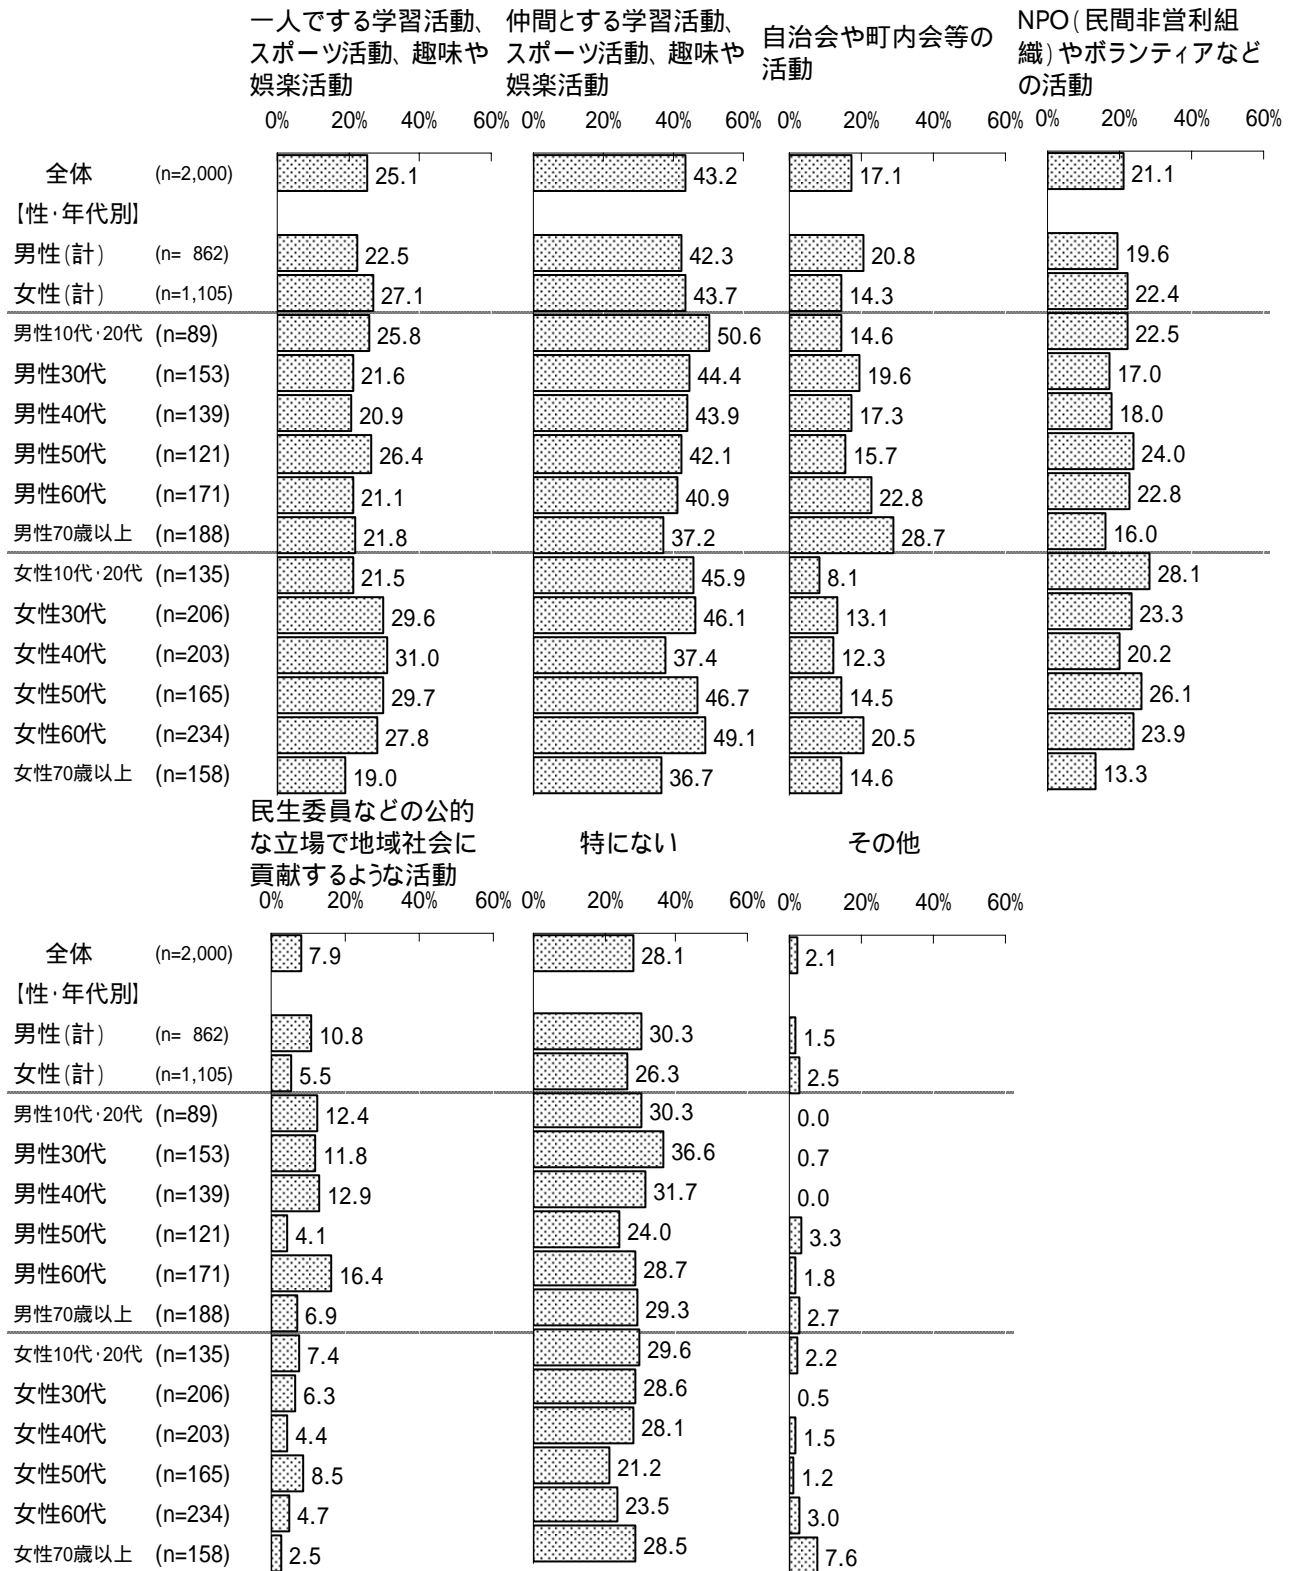 一人でする学習活動、
スポーツ活動、趣味や
娯楽活動
仲間とする学習活動、
スポーツ活動、趣味や
娯楽活動
自治会や町内会等の
活動
NPO(民間非営利組
織)やボランティアなど
の活動
0% 20% 40% 60% 0% 20% 40% 60% 0% 20% 40% 60% 0% 20% 40% 60%
全体 (n=2,000) 25.1 43.2 17.1 21.1
【性・年代別】
男性(計) (n= 862) 22.5 42.3 20.8 19.6
女性(計) (n=1,105) 27.1 43.7 14.3 22.4
男性10代・20代 (n=89) 25.8 50.6 14.6 22.5
男性30代 (n=153) 21.6 44.4 19.6 17.0
男性40代 (n=139) 20.9 43.9 17.3 18.0
男性50代 (n=121) 26.4 42.1 15.7 24.0
男性60代 (n=171) 21.1 40.9 22.8 22.8
男性70歳以上 (n=188) 21.8 37.2 28.7 16.0
女性10代・20代 (n=135) 21.5 45.9 8.1 28.1
女性30代 (n=206) 29.6 46.1 13.1 23.3
女性40代 (n=203) 31.0 37.4 12.3 20.2
女性50代 (n=165) 29.7 46.7 14.5 26.1
女性60代 (n=234) 27.8 49.1 20.5 23.9
女性70歳以上 (n=158) 19.0 36.7 14.6 13.3
民生委員などの公的
な立場で地域社会に
貢献するような活動
特にない
その他
0% 20% 40% 60% 0% 20% 40% 60% 0% 20% 40% 60%
全体 (n=2,000) 7.9 28.1 2.1
【性・年代別】
男性(計) (n= 862) 10.8 30.3 1.5
女性(計) (n=1,105) 5.5 26.3 2.5
男性10代・20代 (n=89) 12.4 30.3 0.0
男性30代 (n=153) 11.8 36.6 0.7
男性40代 (n=139) 12.9 31.7 0.0
男性50代 (n=121) 4.1 24.0 3.3
男性60代 (n=171) 16.4 28.7 1.8
男性70歳以上 (n=188) 6.9 29.3 2.7
女性10代・20代 (n=135) 7.4 29.6 2.2
女性30代 (n=206) 6.3 28.6 0.5
女性40代 (n=203) 4.4 28.1 1.5
女性50代 (n=165) 8.5 21.2 1.2
女性60代 (n=234) 4.7 23.5 3.0
女性70歳以上 (n=158) 2.5 28.5 7.6